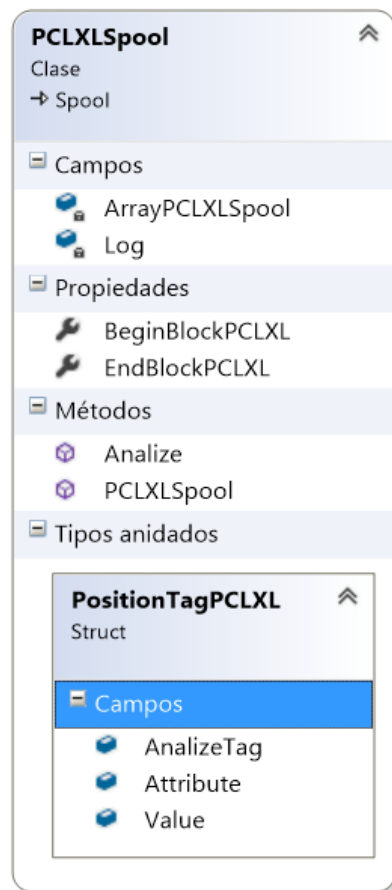 PCLXLSpool
Clase
Spool
Campos
ArrayPCLXLSpool
Log
Propiedades
BeginBlockPCLXL
EndBlockPCLXL
Métodos
Analize
PCLXLSpool
Tipos anidados
PositionTagPCLXL
Struct
Campos
AnalizeTag
Attribute
Value